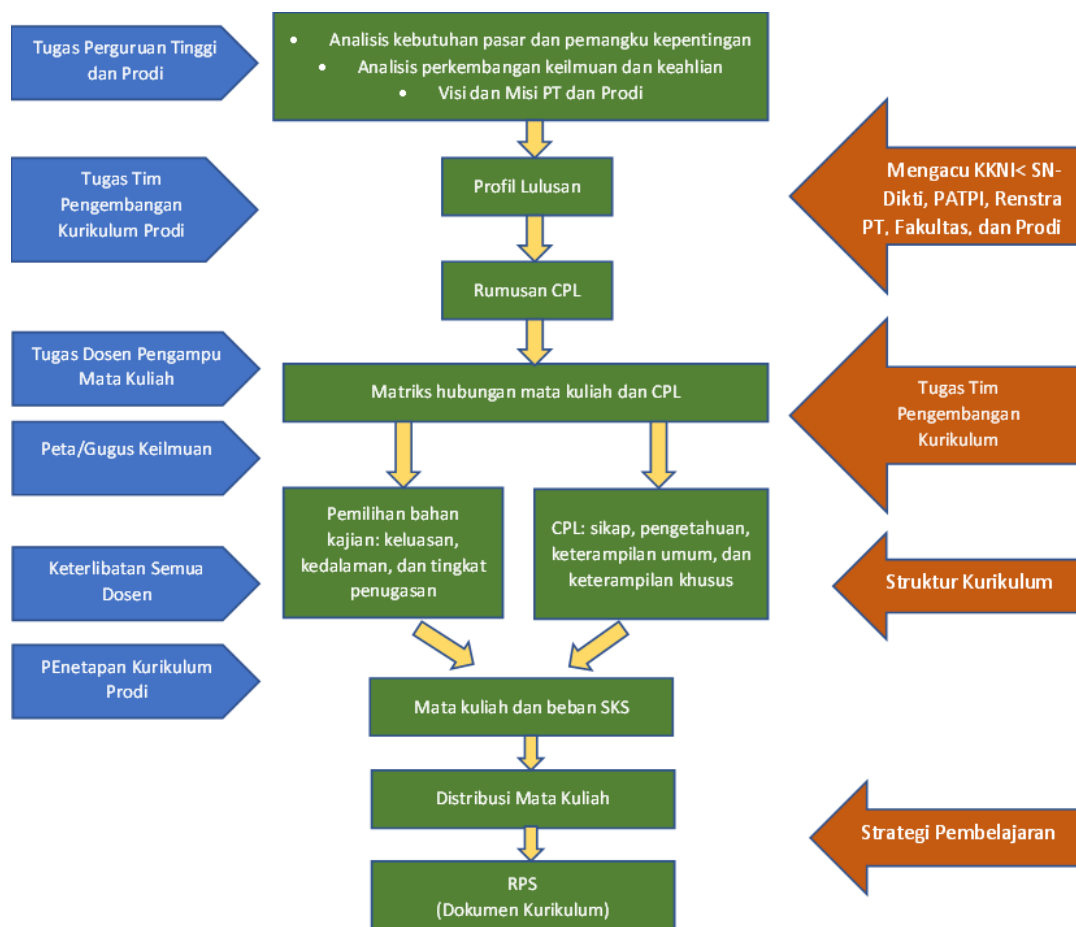 Tugas Perguruan Tinggi
dan Prodi
• Analisis kebutuhan pasar dan pemangku kepentingan
• Analisis perkembangan keilmuan dan keahlian
• Visi dan Misi PT dan Prodi
Tugas Tim
Pengembangan
Kurikulum Prodi
Profil Lulusan
Mengacu KKNI< SN-
Dikti, PATPI, Renstra
PT, Fakultas, dan Prodi
Rumusan CPL
Tugas Dosen Pengampu
Mata Kuliah
Matriks hubungan mata kuliah dan CPL
Tugas Tim
Pengembangan
Kurikulum
Peta/Gugus Keilmuan
Pemilihan bahan
kajian: keluasan,
kedalaman, dan tingkat
penugasan
CPL: sikap, pengetahuan,
keterampilan umum, dan
keterampilan khusus
Keterlibatan Semua
Dosen
Struktur Kurikulum
PEnetapan Kurikulum
Prodi
Mata kuliah dan beban SKS
Distribusi Mata Kuliah
Strategi Pembelajaran
RPS
(Dokumen Kurikulum)